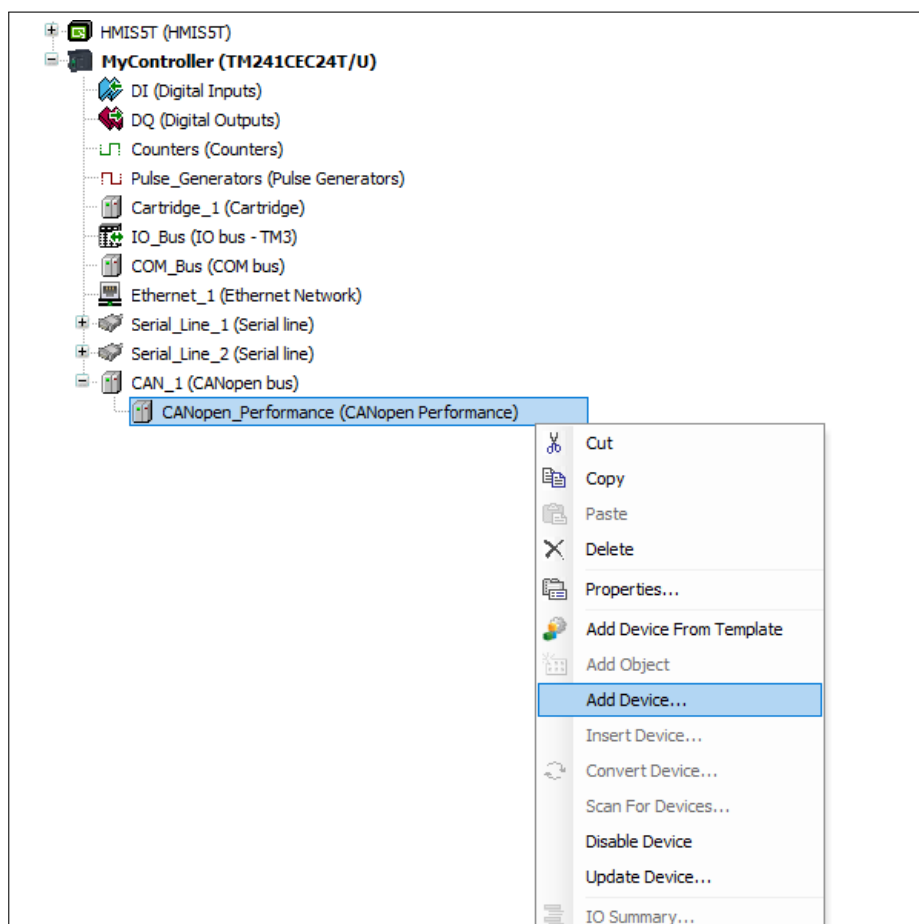 HMIS5T (HMIS5T)
MyController (TM241CEC24T/U)
DI (Digital Inputs)
DQ (Digital Outputs)
Counters (Counters)
Pulse_Generators (Pulse Generators)
Cartridge_1 (Cartridge)
IO_Bus (IO bus - TM3)
COM_Bus (COM bus)
Ethernet_1 (Ethernet Network)
Serial_Line_1 (Serial line)
Serial_Line_2 (Serial line)
CAN_1 (CANopen bus)
CANopen_Performance (CANopen Performance)
Cut
Copy
Paste
Delete
Properties...
Add Device From Template
Add Object
Add Device...
Insert Device...
Convert Device...
Scan For Devices...
Disable Device
Update Device...
IO Summary...